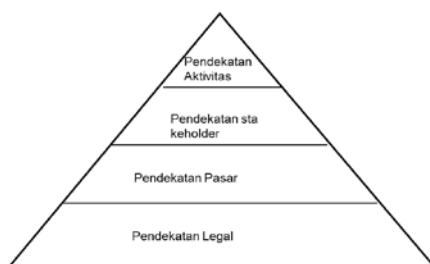 Pendekatan
Aktivitas
Pendekatan sta
keholder
Pendekatan Pasar
Pendekatan Legal